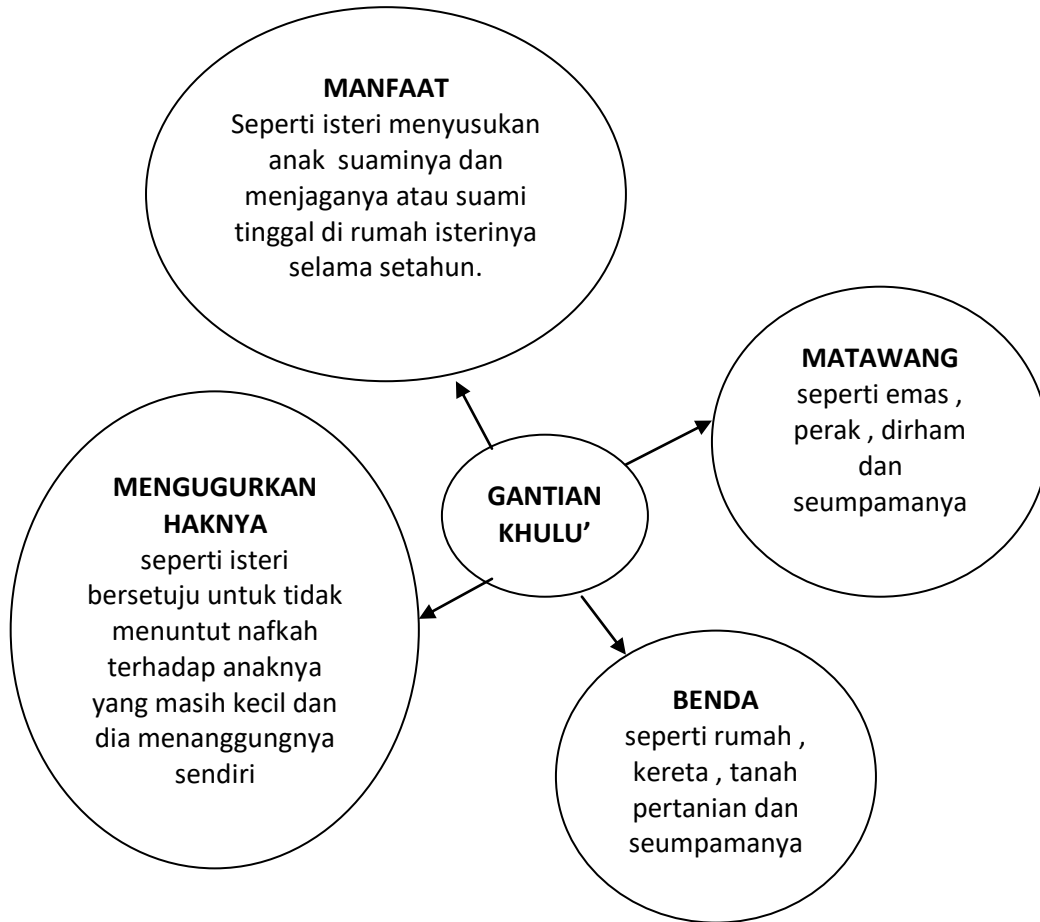 MANFAAT
Seperti isteri menyusukan
anak suaminya dan
menjaganya atau suami
tinggal di rumah isterinya
selama setahun.
MATAWANG
seperti emas ,
perak , dirham
dan
seumpamanya
GANTIAN
KHULU’
MENGUGURKAN
HAKNYA
seperti isteri
bersetuju untuk tidak
menuntut nafkah
terhadap anaknya
yang masih kecil dan
dia menanggungnya
sendiri
BENDA
seperti rumah ,
kereta , tanah
pertanian dan
seumpamanya